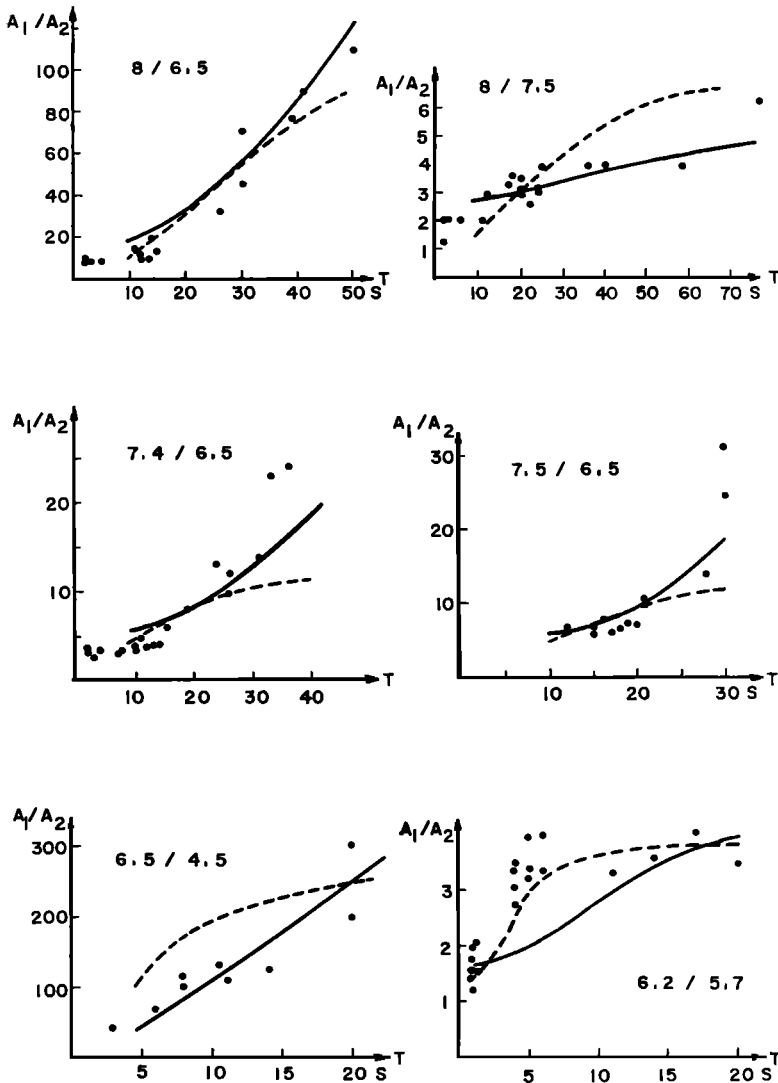 A₁/A₂
8 / 6.5
100
80
60
40
20
10 20 30 40 50 S T
A₁/A₂
8 / 7.5
6
5
4
3
2
1
10 20 30 40 50 60 70 S T
A₁/A₂
7.4 / 6.5
20
10
10 20 30 40 T
A₁/A₂
7.5 / 6.5
30
20
10
10 20 30 S T
A₁/A₂
6.5 / 4.5
300
200
100
5 10 15 20 S T
A₁/A₂
3
2
1
6.2 / 5.7
5 10 15 20 S T